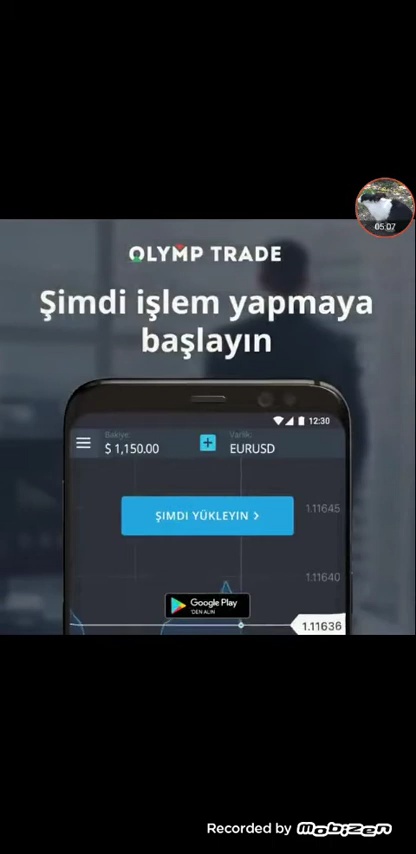 05:07
OLYMP TRADE
Şimdi işlem yapmaya
başlayın
12:30
Bakiye:
Varlık:
$ 1,150.00
EURUSD
ŞIMDI YÜKLEYIN
1.11645
1.11640
Google Play
'DEN ALIN
1.11636
Recorded by Mobizen